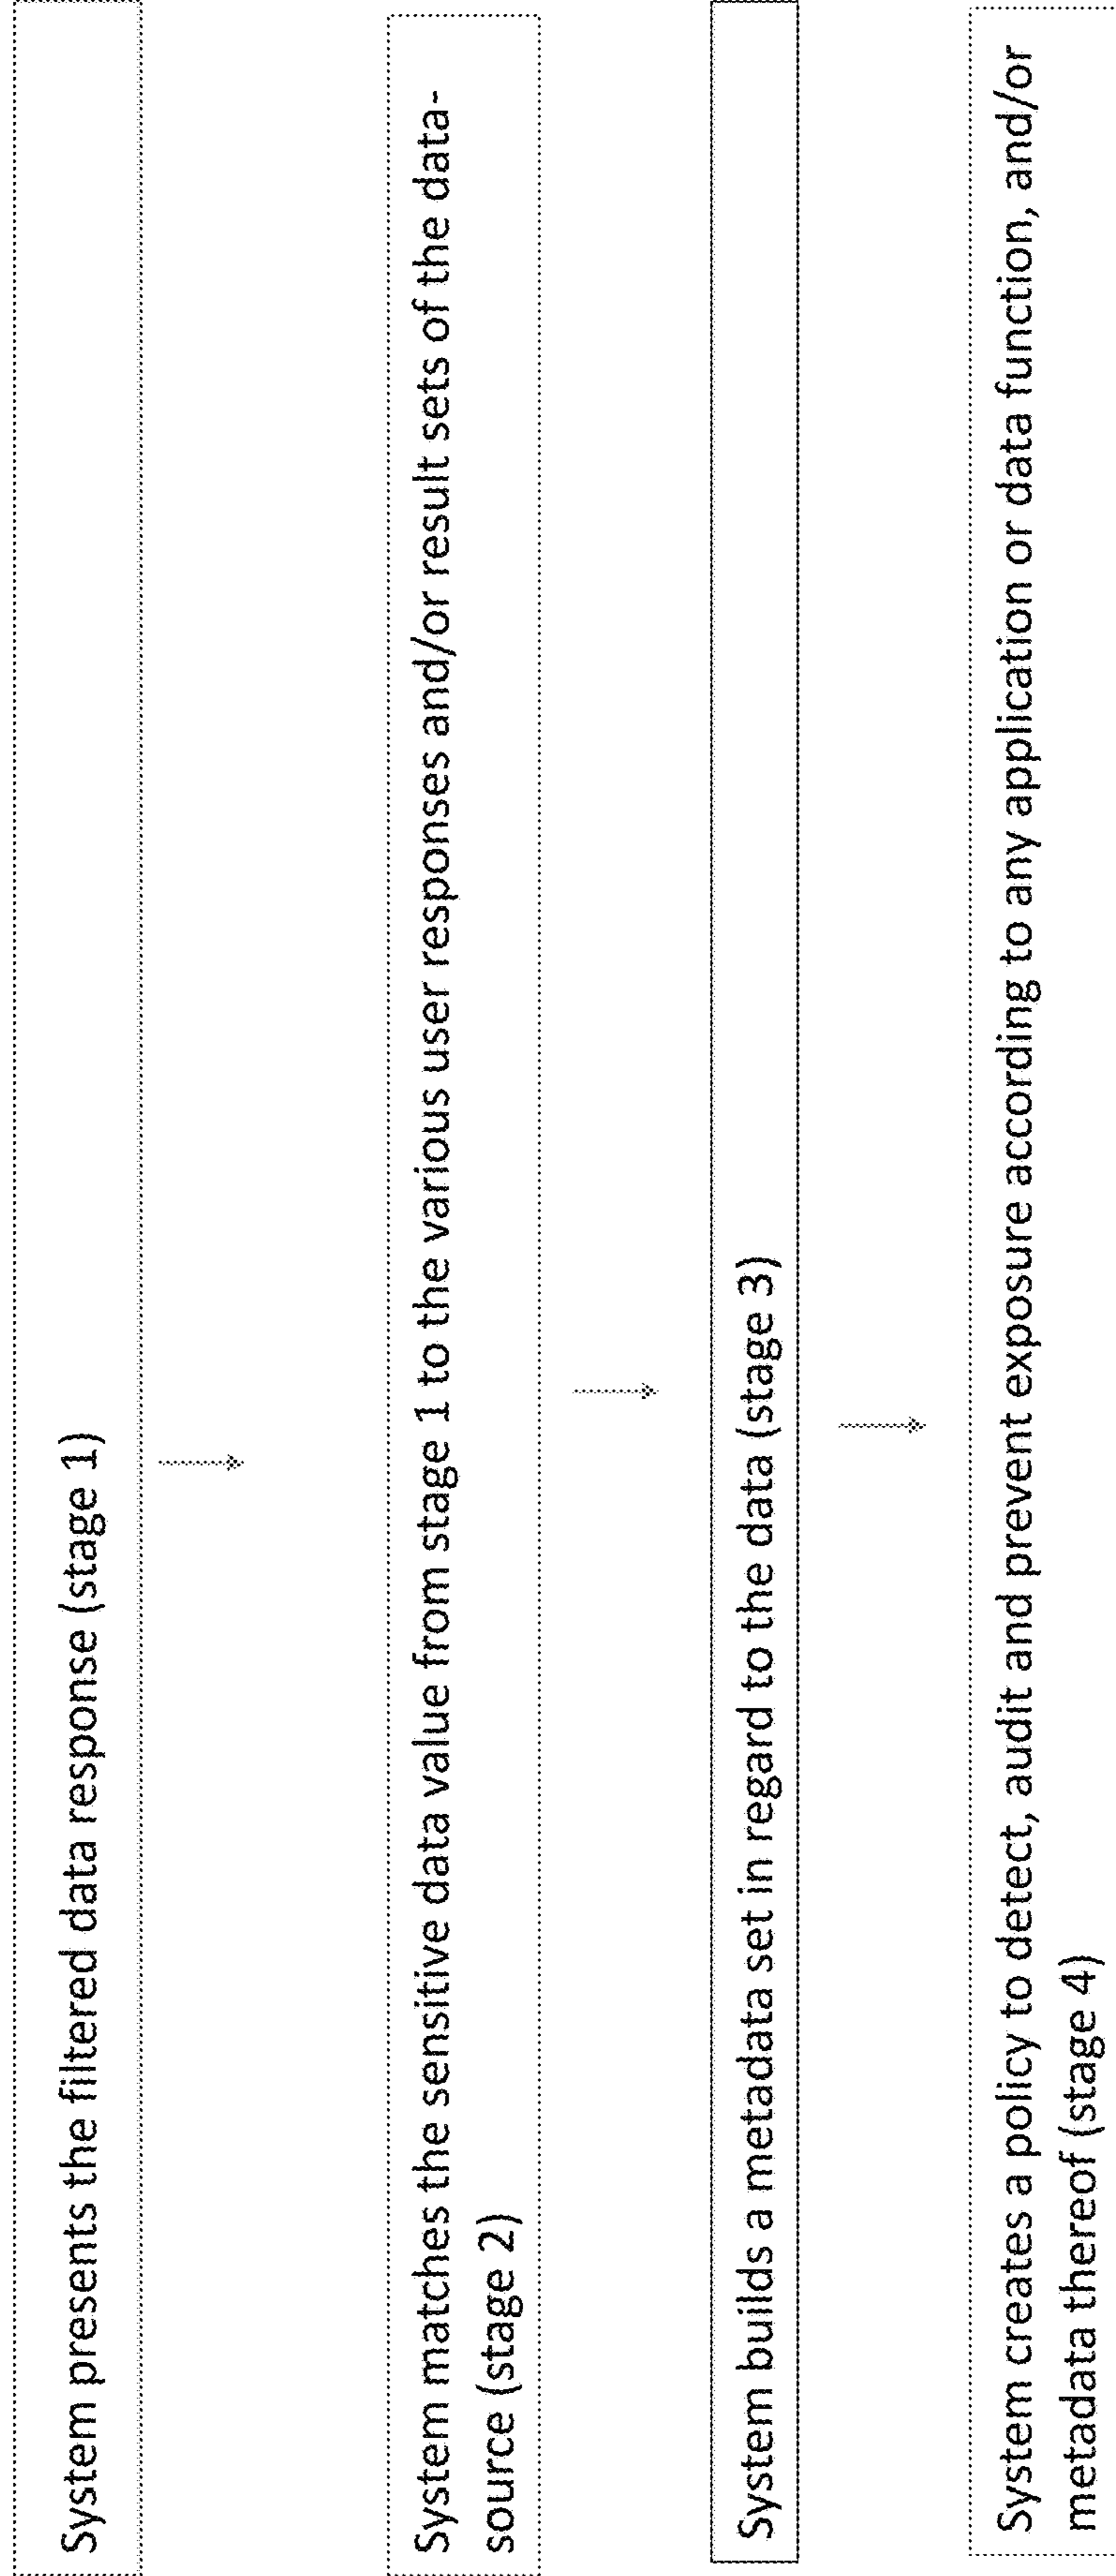 System presents the filtered data response (stage 1)
System matches the sensitive data value from stage 1 to the various user responses and/or result sets of the data-
source (stage 2)
System builds a metadata set in regard to the data (stage 3)
System creates a policy to detect, audit and prevent exposure according to any application or data function, and/or
metadata thereof (stage 4)